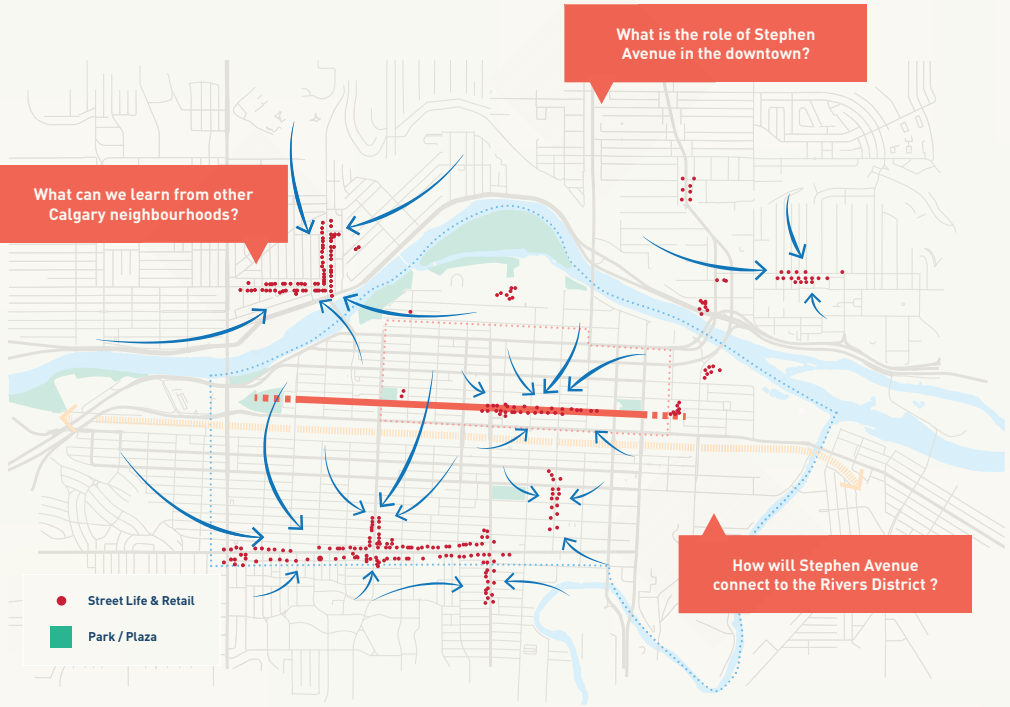 What is the role of Stephen
Avenue in the downtown?
What can we learn from other
Calgary neighbourhoods?
How will Stephen Avenue
connect to the Rivers District ?
Street Life & Retail
Park / Plaza